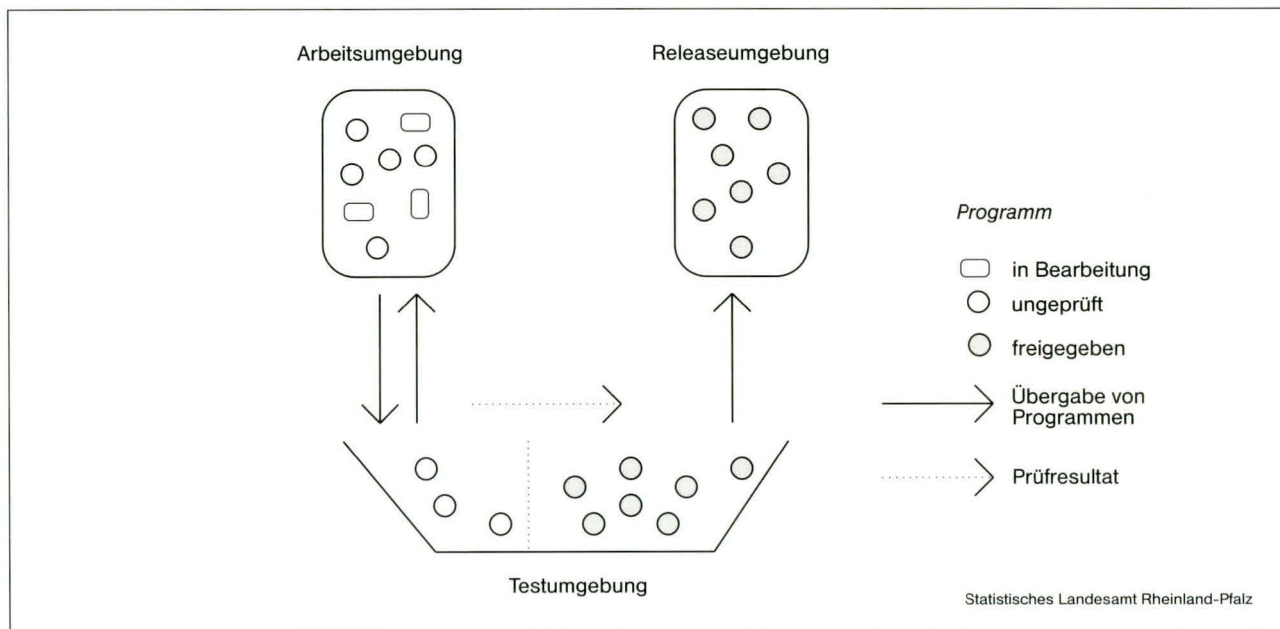 Arbeitsumgebung
Releaseumgebung
Programm
in Bearbeitung
ungeprüft
freigegeben
Übergabe von
Programmen
Prüfresultat
Testumgebung
Statistisches Landesamt Rheinland-Pfalz